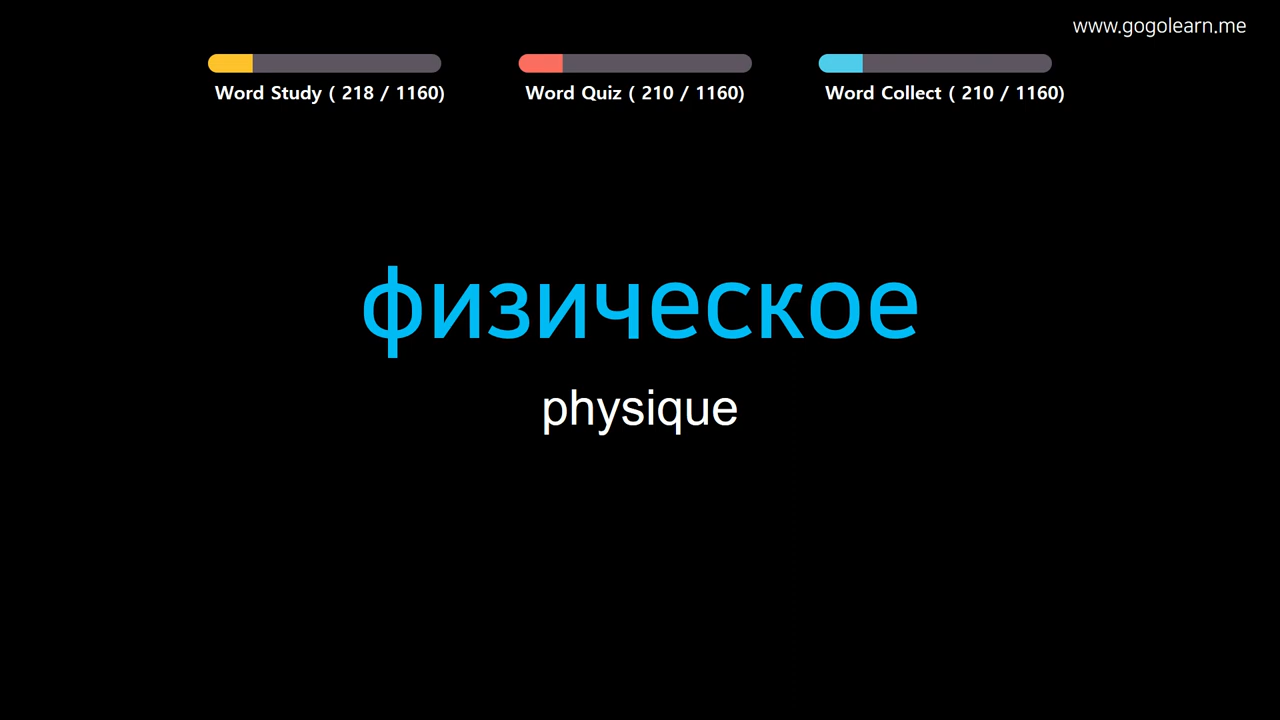 www.gogolearn.me
Word Study ( 218 / 1160)
Word Quiz ( 210 / 1160)
Word Collect ( 210 / 1160)
физическое
physique